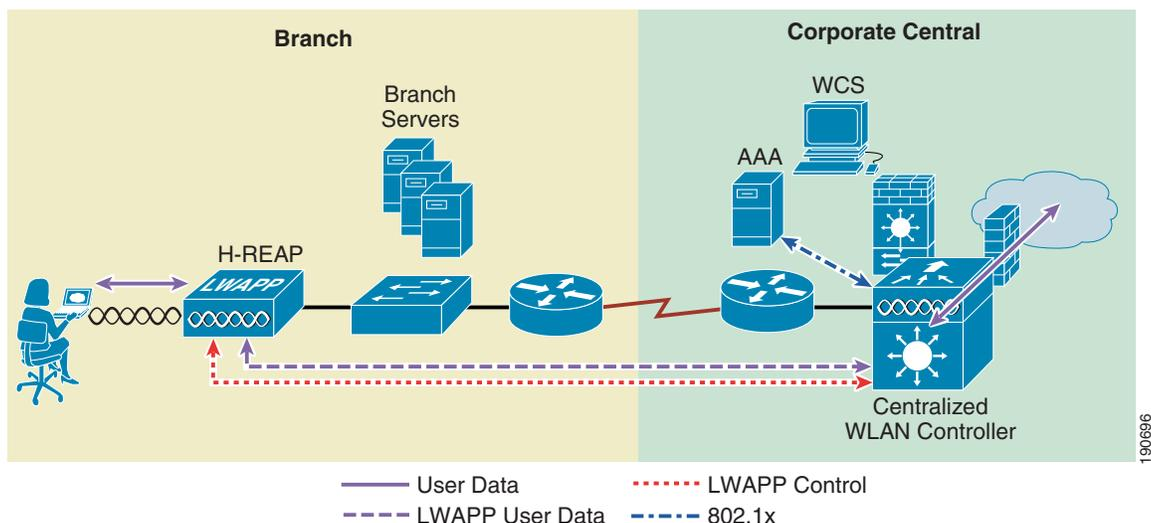 Branch
Corporate Central
WCS
Branch
Servers
AAA
H-REAP
LWAPP
Centralized
WLAN Controller
190696
User Data
LWAPP Control
LWAPP User Data
802.1x